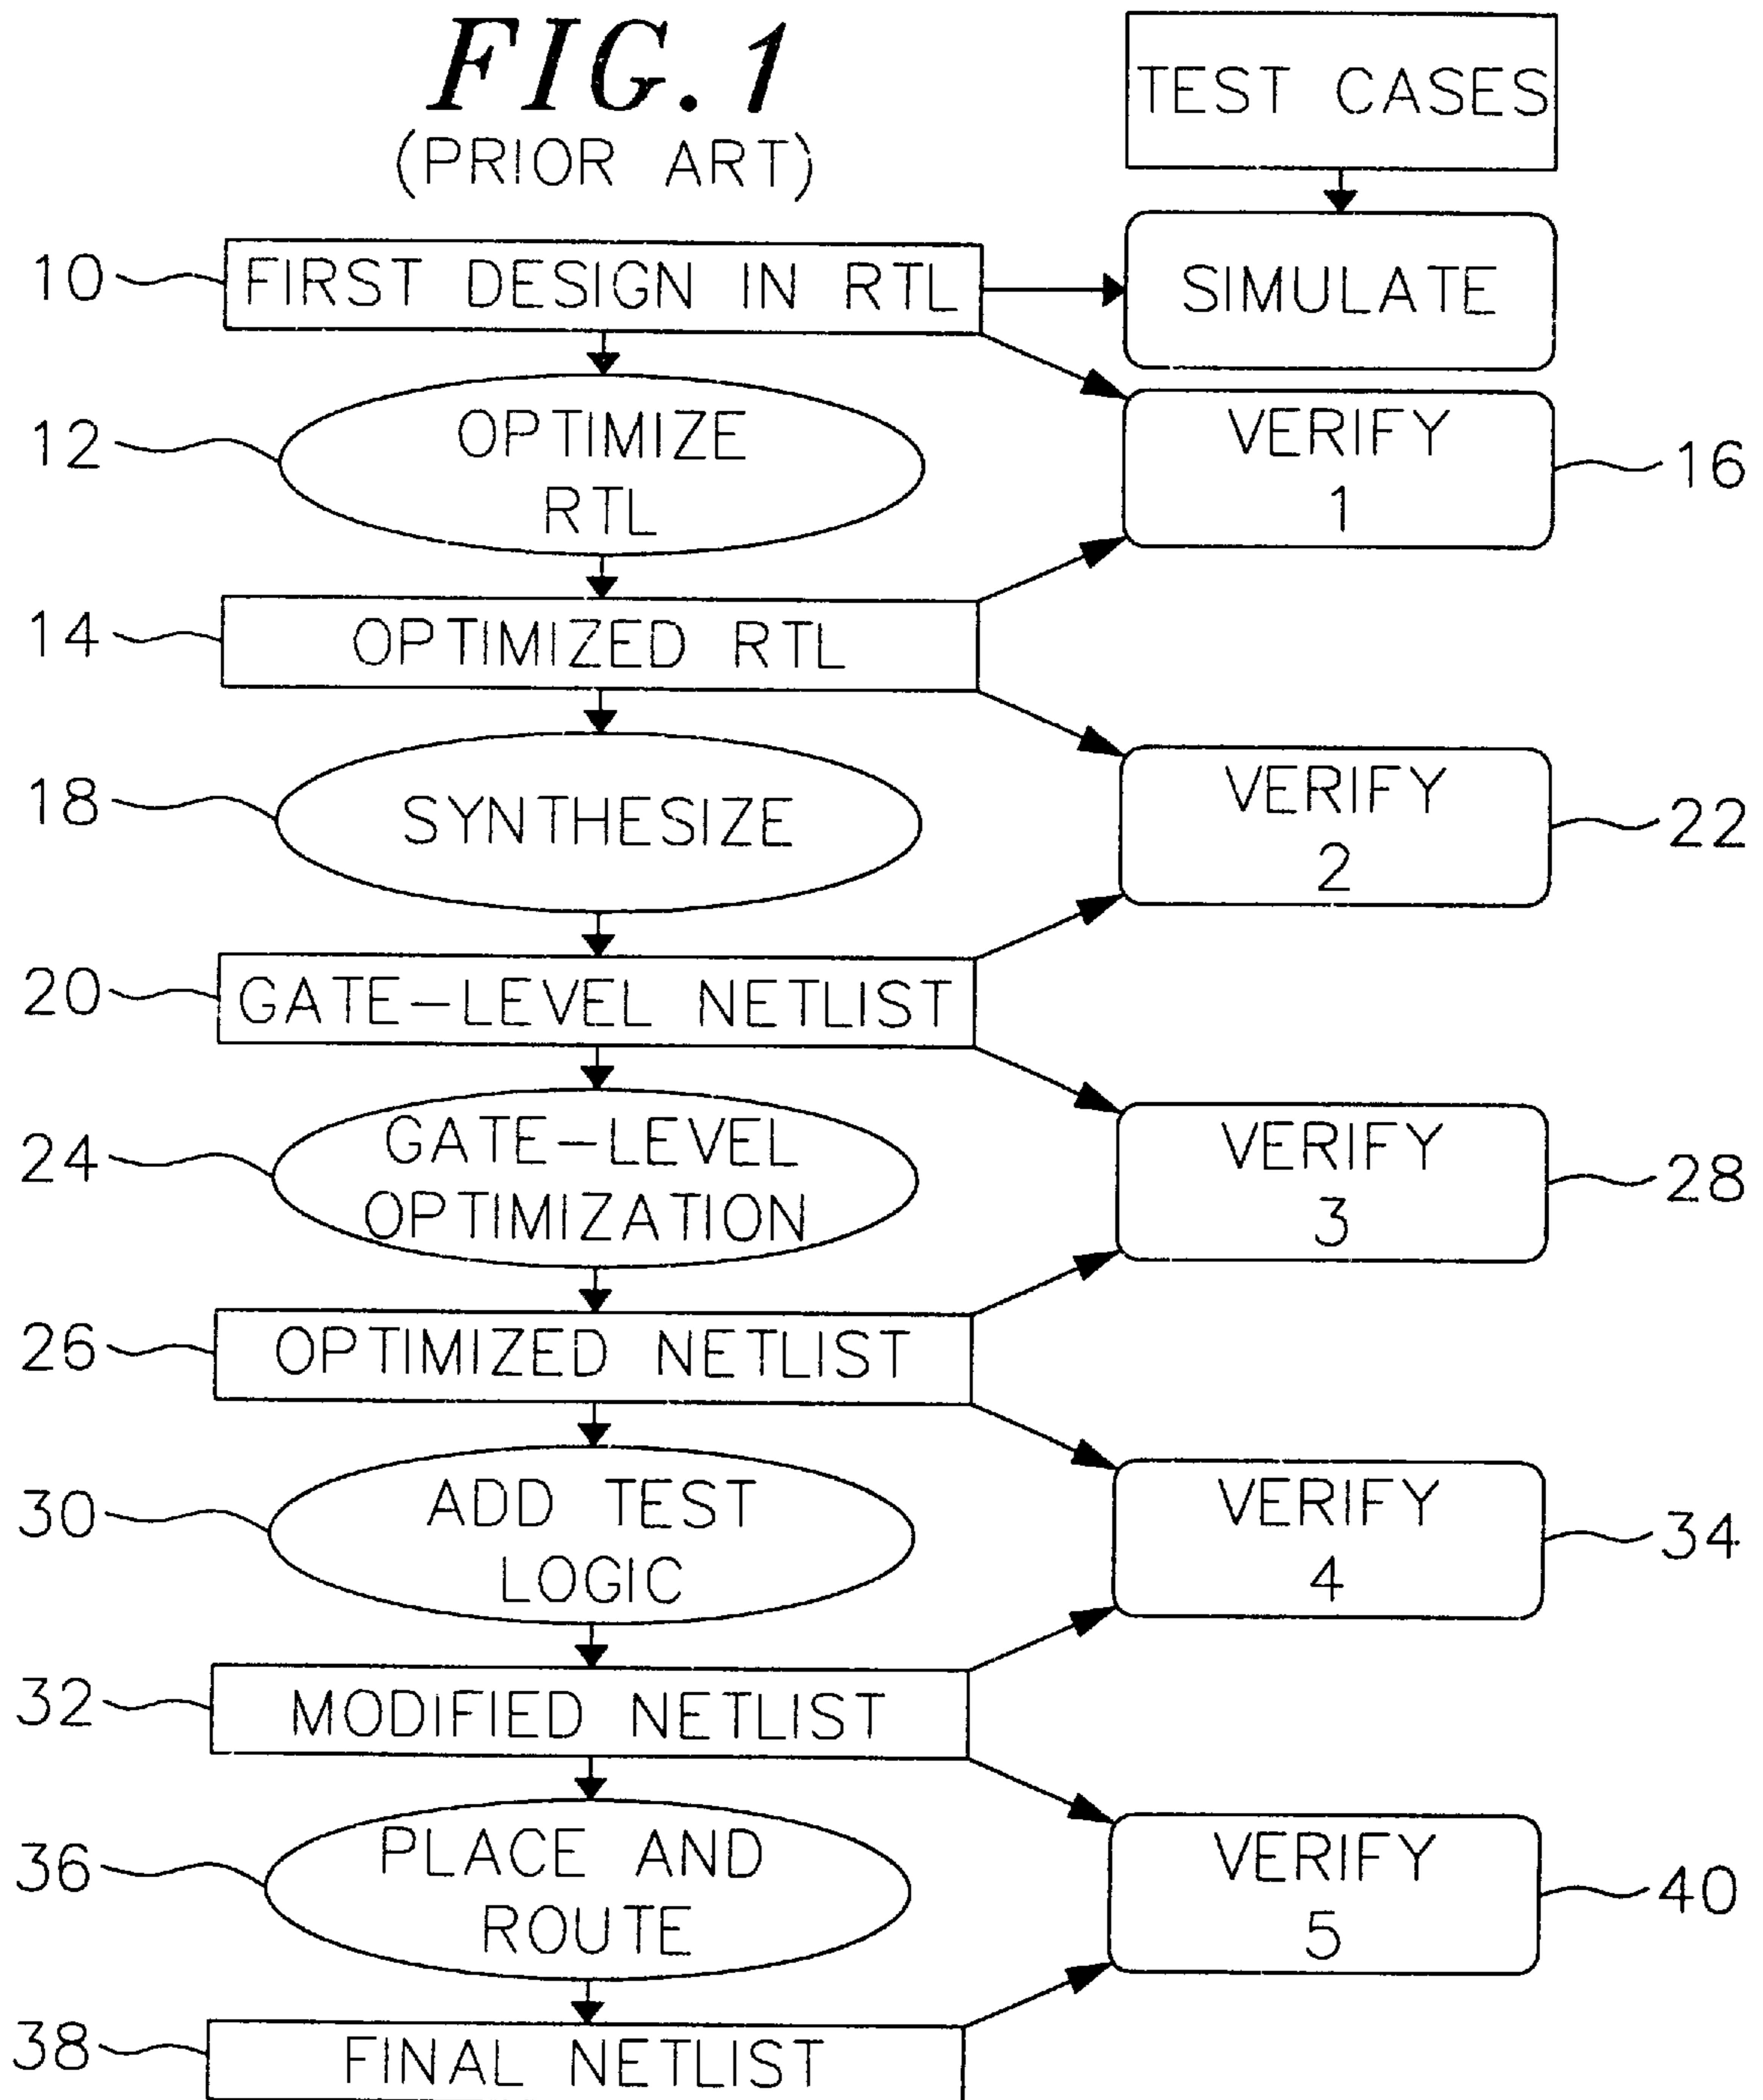 FIG. 1
(PRIOR ART)
TEST CASES
10
FIRST DESIGN IN RTL
SIMULATE
12
OPTIMIZE
RTL
VERIFY
1
16
14
OPTIMIZED RTL
18
SYNTHESIZE
VERIFY
2
22
20
GATE-LEVEL NETLIST
24
GATE-LEVEL
OPTIMIZATION
VERIFY
3
28
26
OPTIMIZED NETLIST
30
ADD TEST
LOGIC
VERIFY
4
34
32
MODIFIED NETLIST
36
PLACE AND
ROUTE
VERIFY
5
40
38
FINAL NETLIST